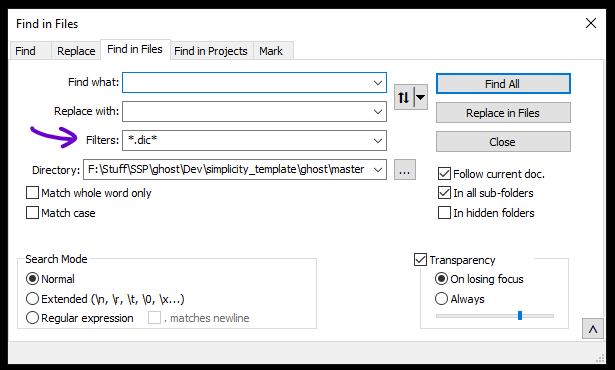 Find in Files
Find Replace Find in Files Find in Projects Mark
Find what: Find All
Replace with: Replace in Files
Filters: *.dic* Close
Directory: F:\Stuff\SSP\ghost\Dev\simplicity_template\ghost\master ... Follow current doc.
Match whole word only In all sub-folders
Match case In hidden folders
Search Mode Transparency
Normal On losing focus
Extended (\n, \r, \t, \0, \x...) Always
Regular expression . matches newline